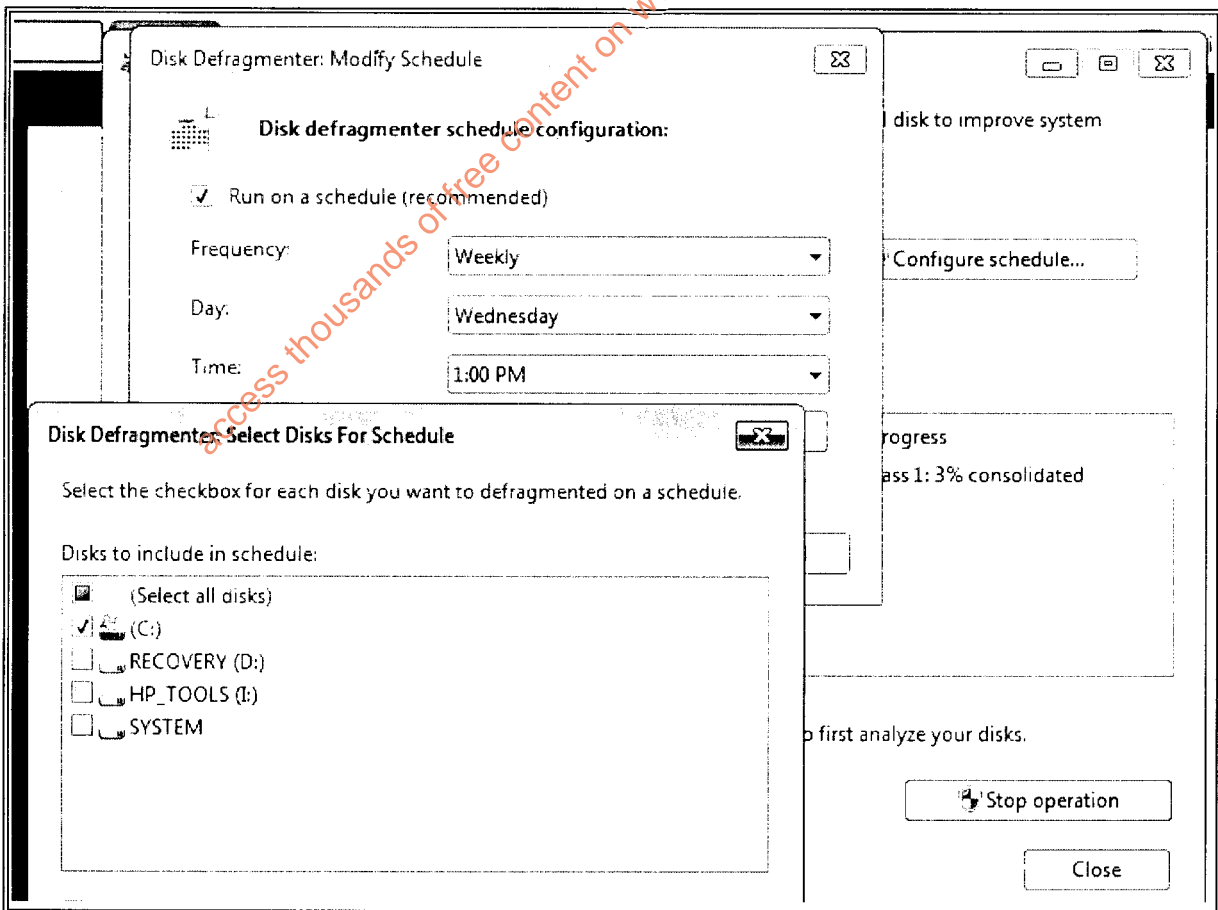 Disk Defragmenter: Modify Schedule
Disk defragmenter schedule configuration:
Run on a schedule (recommended)
Frequency:
Weekly
Day:
Wednesday
Time:
1:00 PM
disk to improve system
Configure schedule...
rogress
ass 1: 3% consolidated
Disk Defragmenter: Select Disks For Schedule
Select the checkbox for each disk you want to defragmented on a schedule.
Disks to include in schedule:
(Select all disks)
(C:)
RECOVERY (D:)
HP_TOOLS (I:)
SYSTEM
o first analyze your disks.
Stop operation
Close
access thousands of free content on w